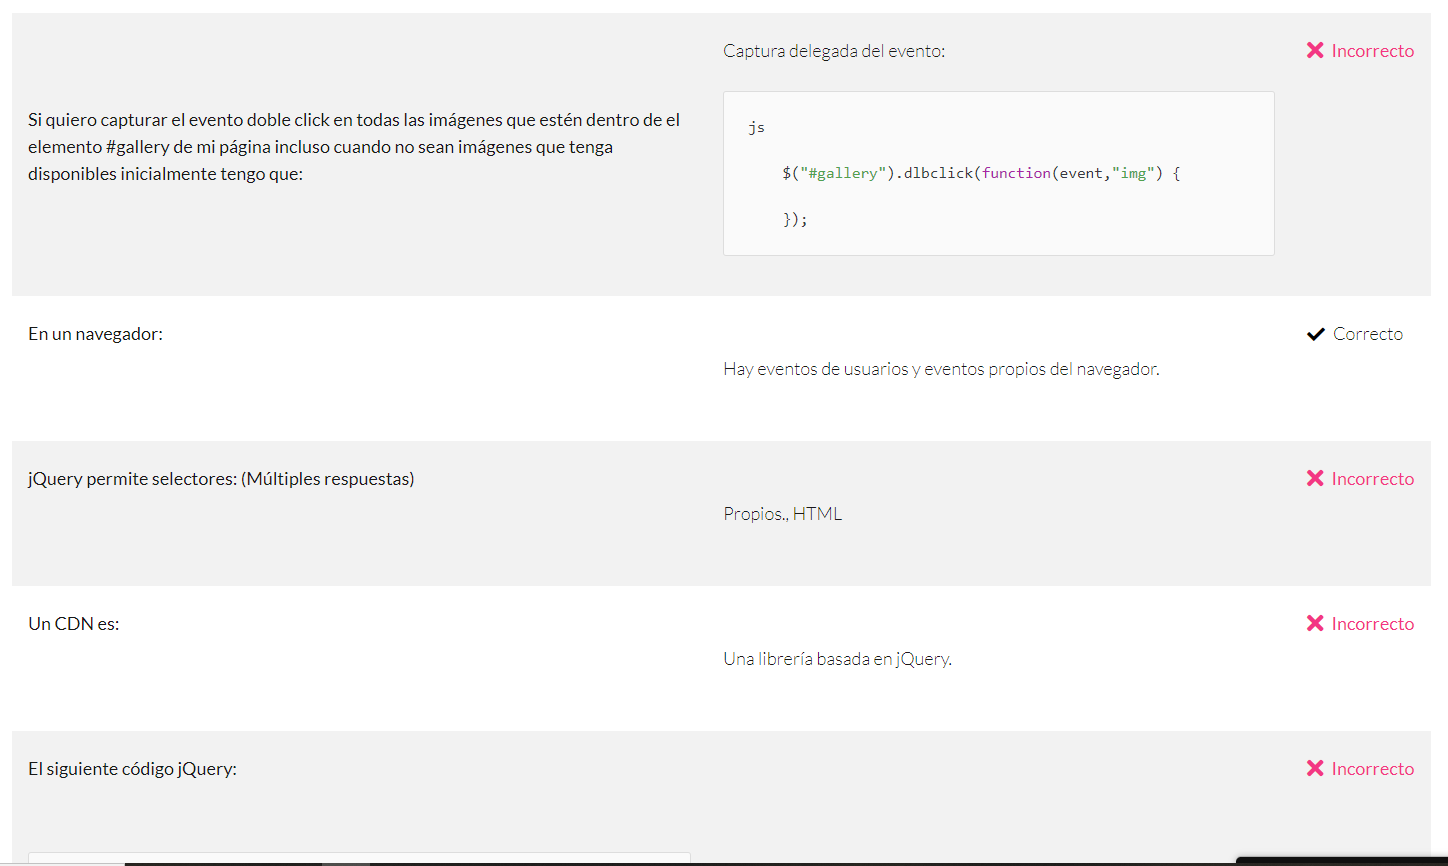 Si quiero capturar el evento doble click en todas las imágenes que estén dentro de el
elemento #gallery de mi página incluso cuando no sean imágenes que tenga
disponibles inicialmente tengo que:
Captura delegada del evento:
js
$("#gallery").dlbclick(function(event,"img") {
});
Incorrecto
En un navegador:
Hay eventos de usuarios y eventos propios del navegador.
Correcto
jQuery permite selectores: (Múltiples respuestas)
Propios., HTML
Incorrecto
Un CDN es:
Una librería basada en jQuery.
Incorrecto
El siguiente código jQuery:
Incorrecto